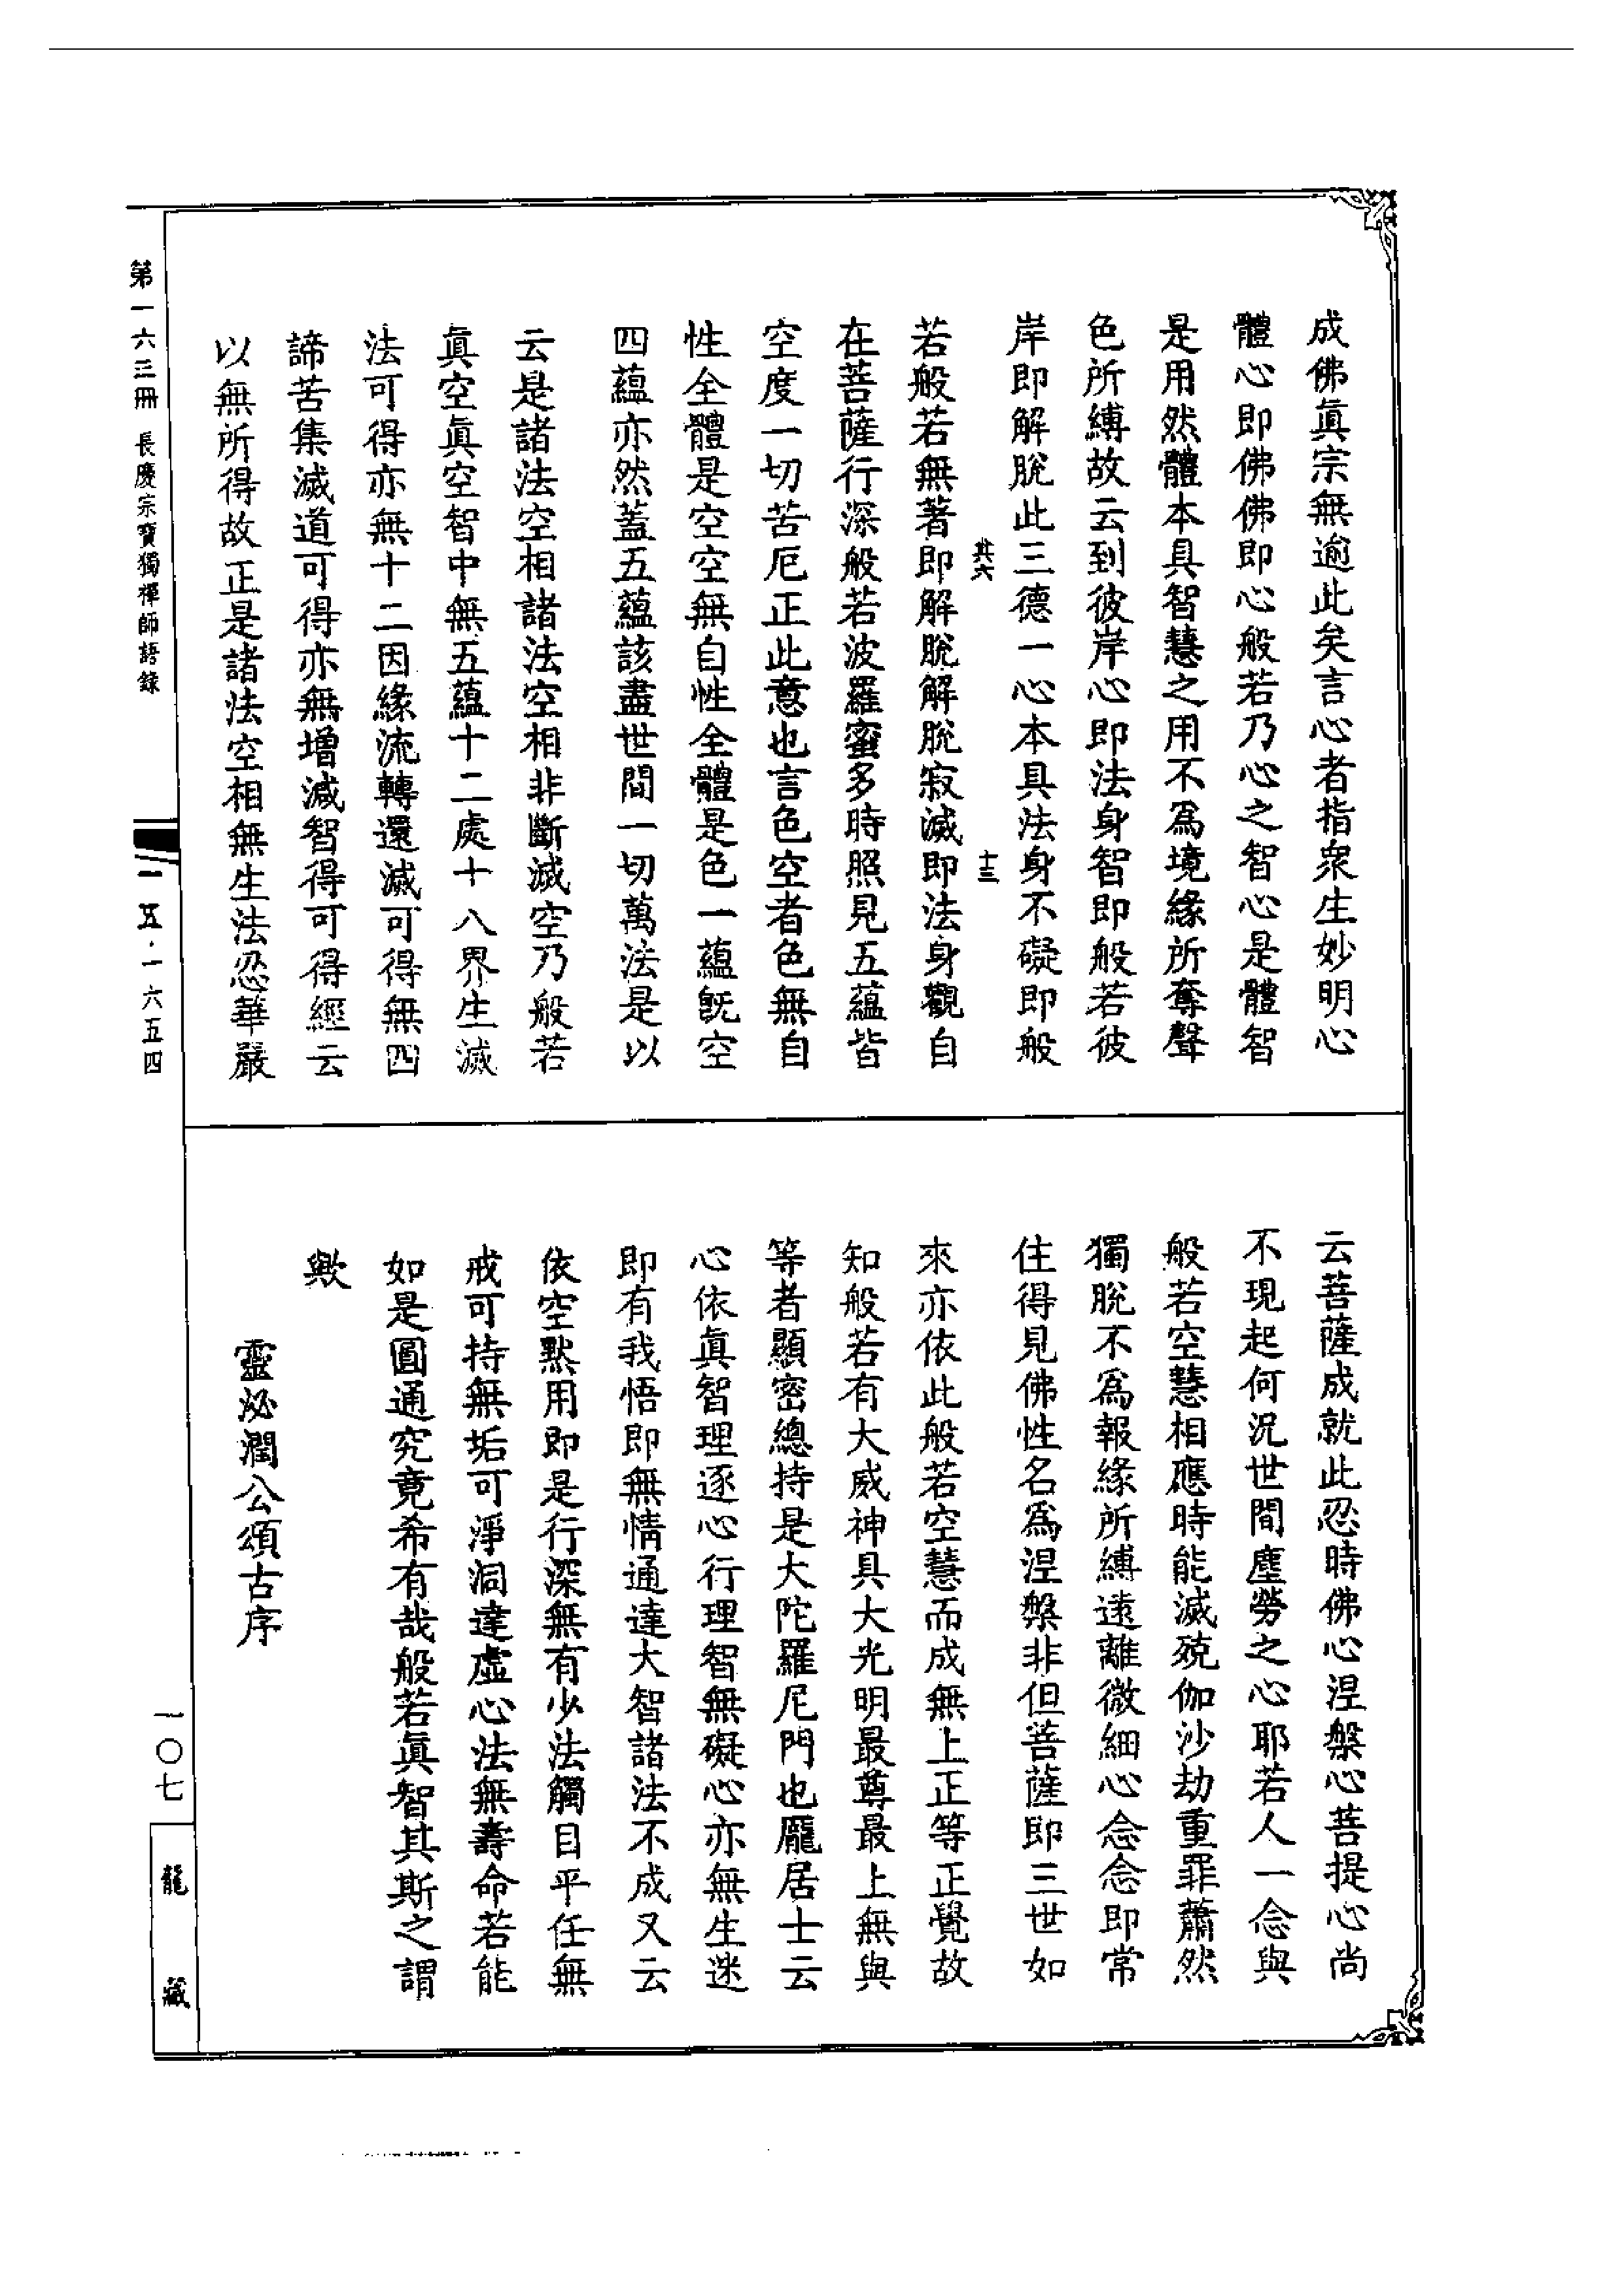 成佛眞宗無逾此矣言心者指衆生妙明心
體心即佛佛即心般若乃心之智心是體智
是用然體本具智慧之用不爲境緣所奪聲
色所縛故云到彼岸心即法身智即般若彼
岸即解脫此三德一心本具法身不礙即般
共六
十三
若般若無著即解脫解脫寂滅即法身觀自
在菩薩行深般若波羅蜜多時照見五蘊皆
空度一切苦厄正此意也言色空者色無自
性全體是空空無自性全體是色一蘊旣空
四蘊亦然蓋五蘊該盡世間一切萬法是以
云是諸法空相諸法空相非斷滅空乃般若
眞空眞空智中無五蘊十二處十八界生滅
法可得亦無十二因緣流轉還滅可得無四
諦苦集滅道可得亦無增減智得可得經云
以無所得故正是諸法空相無生法忍華嚴
云菩薩成就此忍時佛心涅槃心菩提心尚
不現起何況世間塵勞之心耶若人一念與
般若空慧相應時能滅殑伽沙劫重罪蕭然
獨脫不爲報緣所縛遠離微細心念念即常
住得見佛性名爲涅槃非但菩薩即三世如
來亦依此般若空慧而成無上正等正覺故
知般若有大威神具大光明最尊最上無與
等者顯密總持是大陀羅尼門也龐居士云
心依眞智理逐心行理智無礙心亦無生迷
即有我悟即無情通達大智諸法不成又云
依空默用即是行深無有少法觸目平任無
戒可持無垢可淨洞達虛心法無壽命若能
如是圓通究竟希有哉般若眞智其斯之謂
歟
靈泌潤公頌古序
第一六三冊 長慶宗寶獨禪師語錄
一五·一六五四
一〇七
龍藏